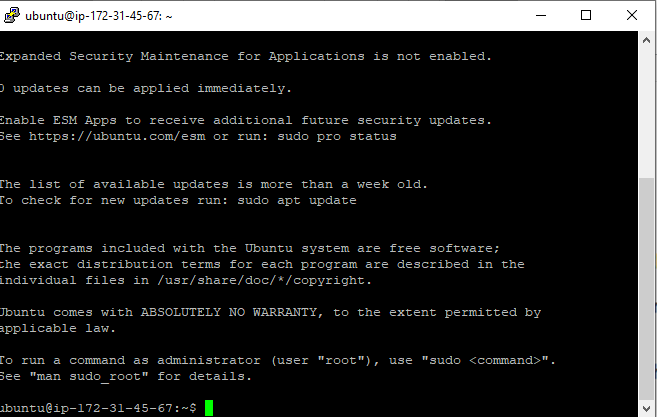 ubuntu@ip-172-31-45-67: ~
Expanded Security Maintenance for Applications is not enabled.
0 updates can be applied immediately.
Enable ESM Apps to receive additional future security updates.
See https://ubuntu.com/esm or run: sudo pro status
The list of available updates is more than a week old.
To check for new updates run: sudo apt update
The programs included with the Ubuntu system are free software;
the exact distribution terms for each program are described in the
individual files in /usr/share/doc/*/copyright.
Ubuntu comes with ABSOLUTELY NO WARRANTY, to the extent permitted by
applicable law.
To run a command as administrator (user "root"), use "sudo <command>".
See "man sudo_root" for details.
ubuntu@ip-172-31-45-67:~$